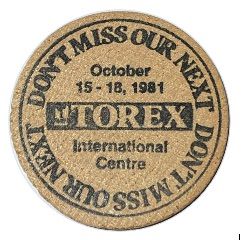 DON'T MISS OUR NEXT
October
15 - 18, 1981
TOREX
International
Centre
DON'T MISS OUR NEXT